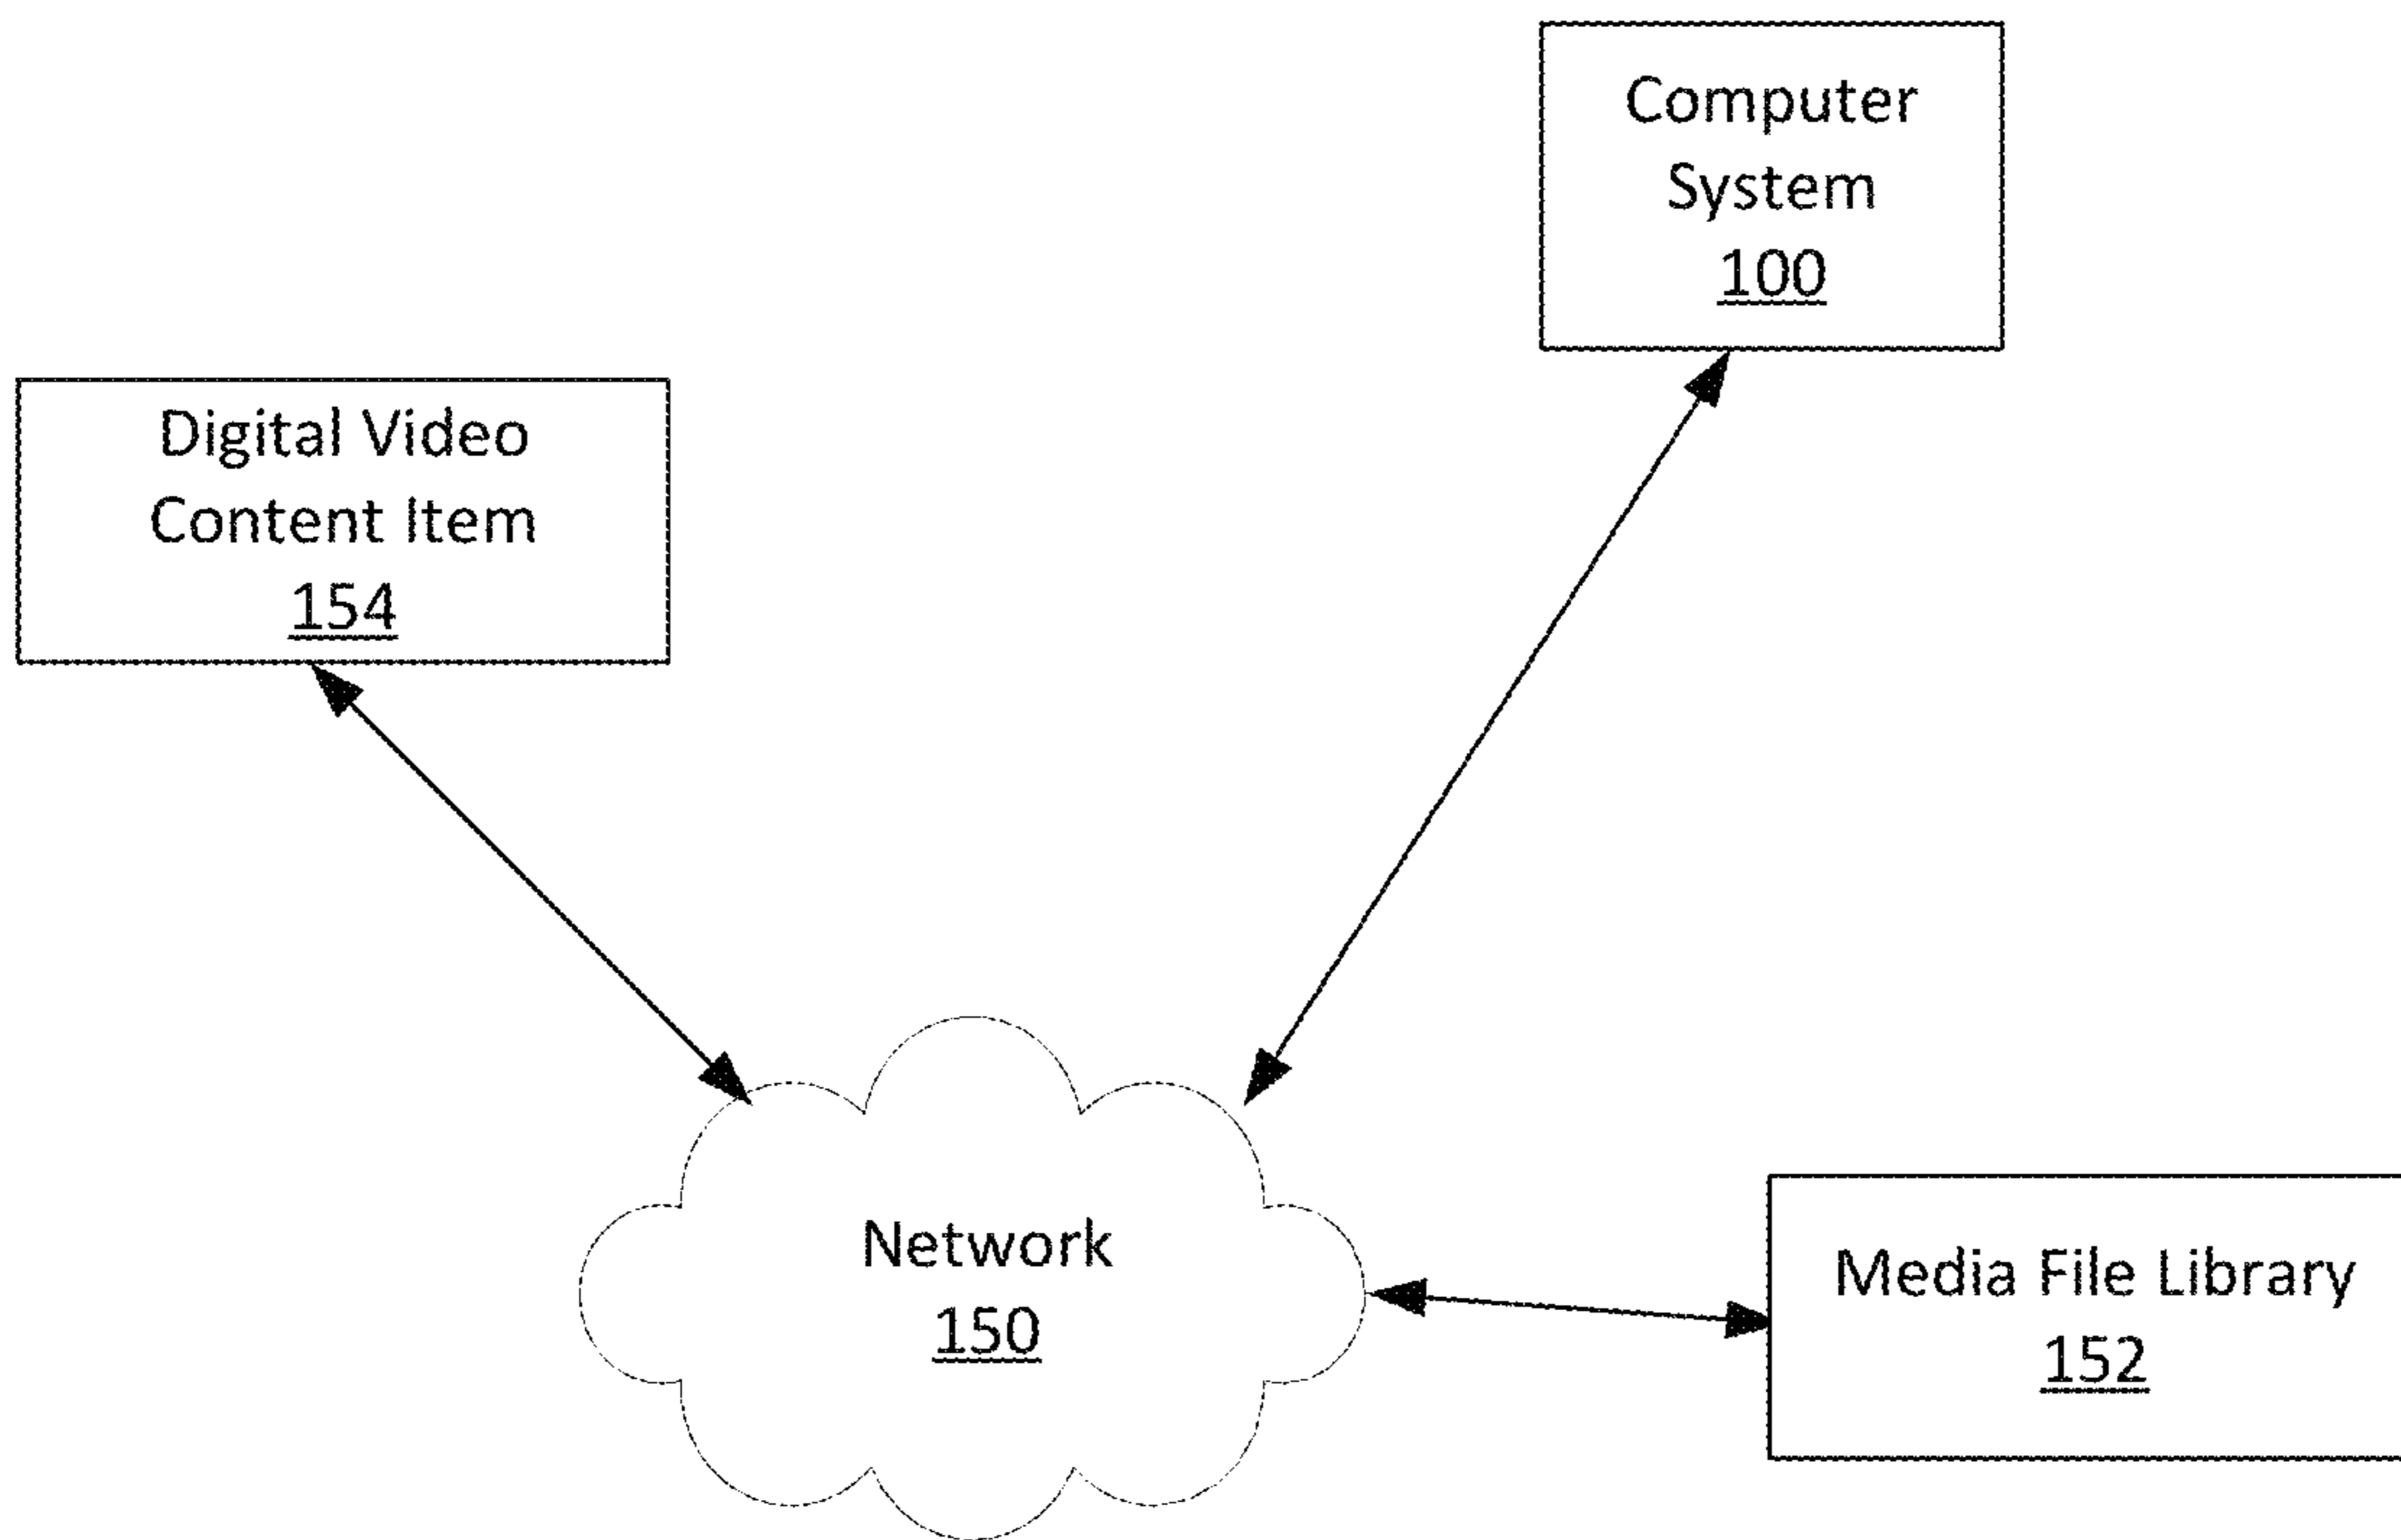 Computer
System
100
Digital Video
Content Item
154
Network
150
Media File Library
152